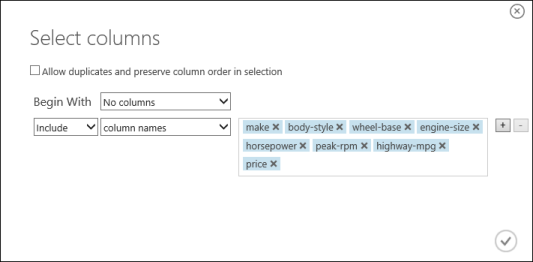 Select columns
Allow duplicates and preserve column order in selection
Begin With No columns
Include column names make body-style wheel-base engine-size + -
horsepower peak-rpm highway-mpg
price